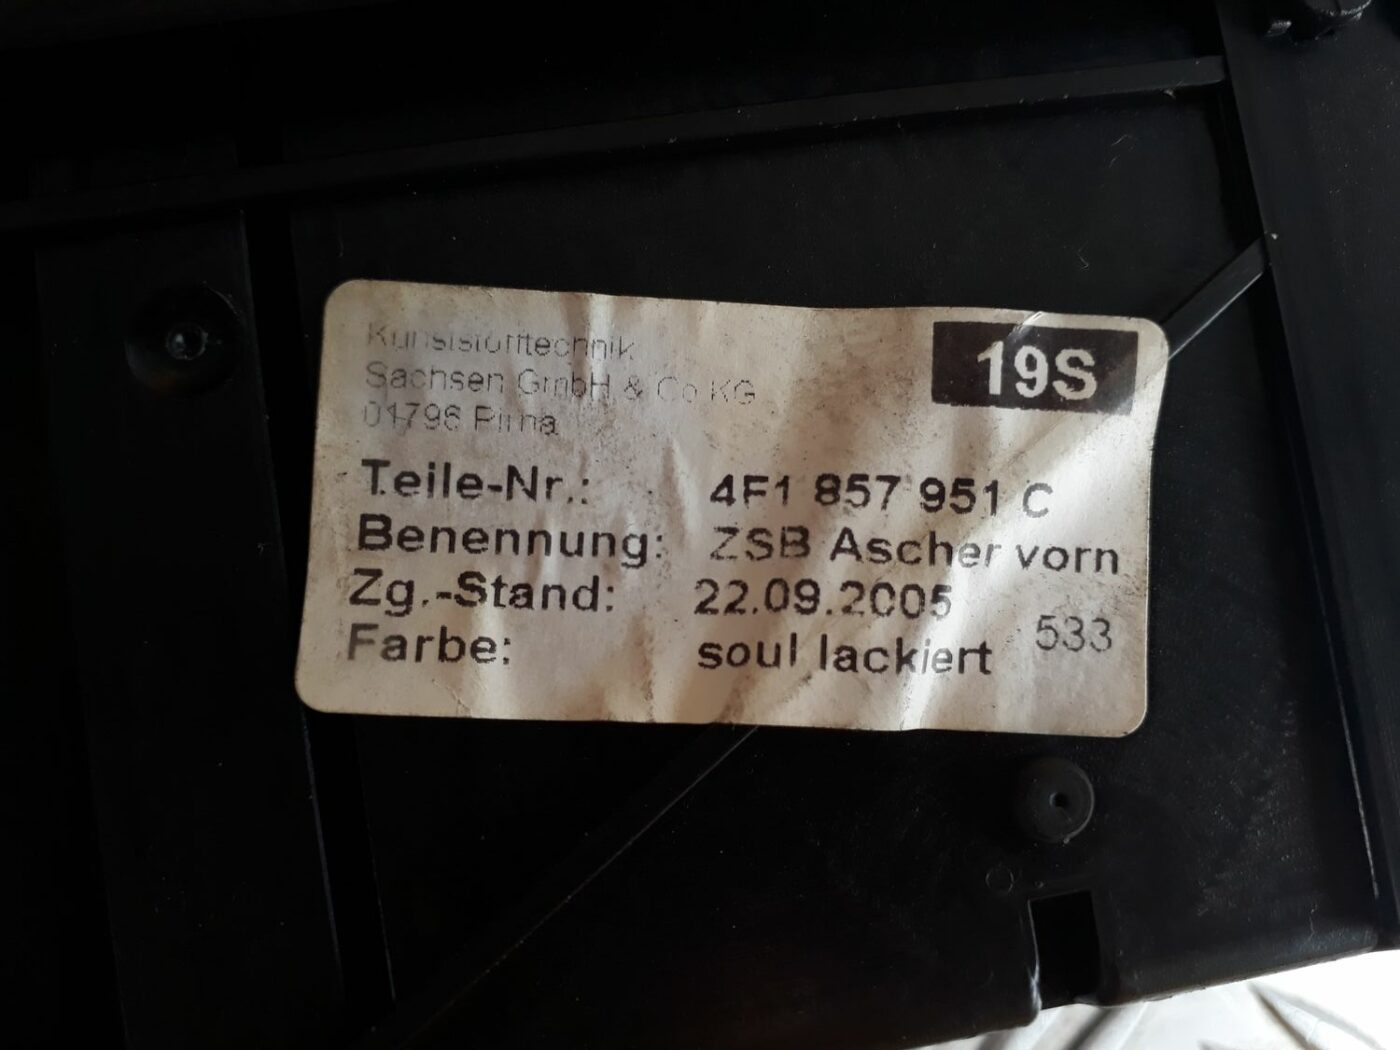 Kunststofftechnik
Sachsen GmbH & Co KG
01796 Pirna
19S
Teile-Nr.: 4F1 857 951 C
Benennung: ZSB Ascher vorn
Zg.-Stand: 22.09.2005
533
Farbe: soul lackiert